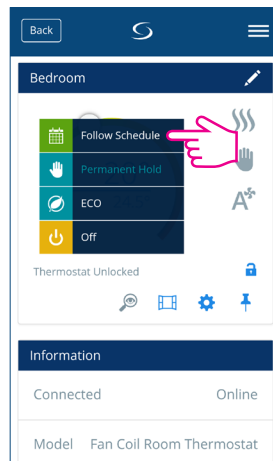 Back
Bedroom
Follow Schedule
Permanent Hold
ECO
Off
A
Thermostat Unlocked
Information
Connected Online
Model Fan Coil Room Thermostat